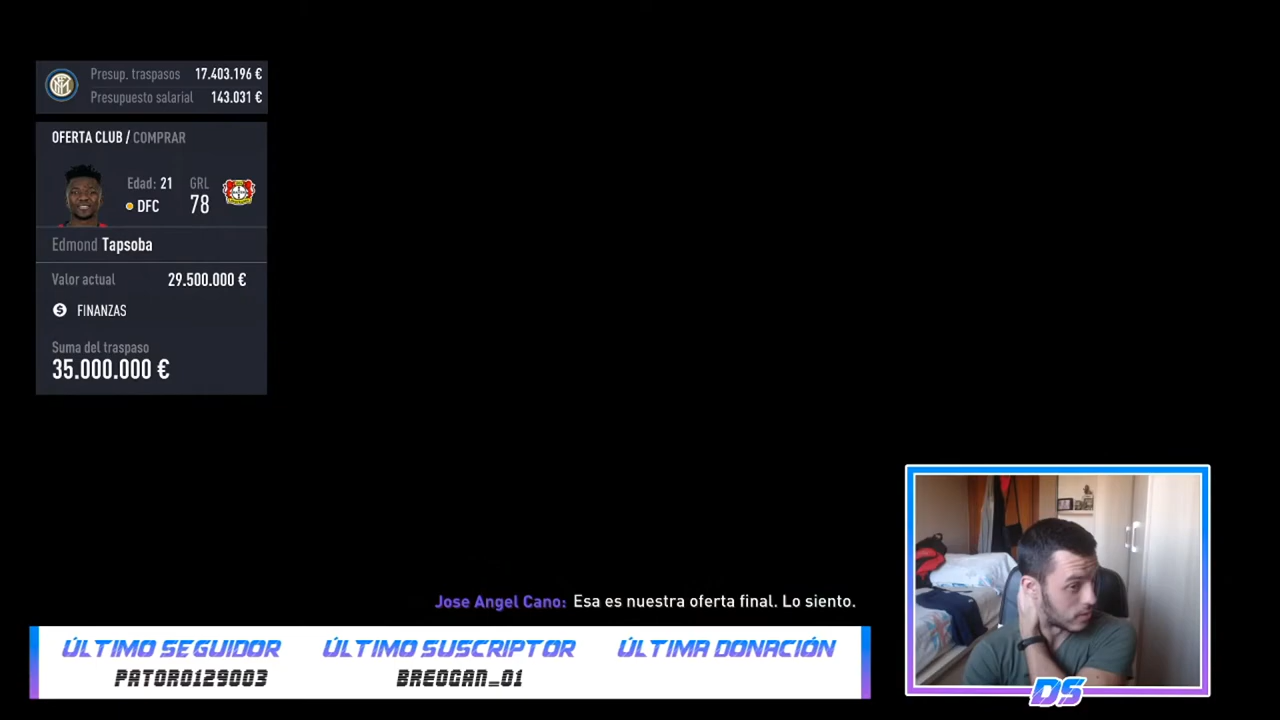 Presup. traspasos 17.403.196 €
Presupuesto salarial 143.031 €
OFERTA CLUB / COMPRAR
Edad: 21 GRL
DFC 78
Edmond Tapsoba
Valor actual 29.500.000 €
FINANZAS
Suma del traspaso
35.000.000 €
Jose Angel Cano: Esa es nuestra oferta final. Lo siento.
ÚLTIMO SEGUIDOR ÚLTIMO SUSCRIPTOR ÚLTIMA DONACIÓN
PATORO129003 BREOGAN_01
DS